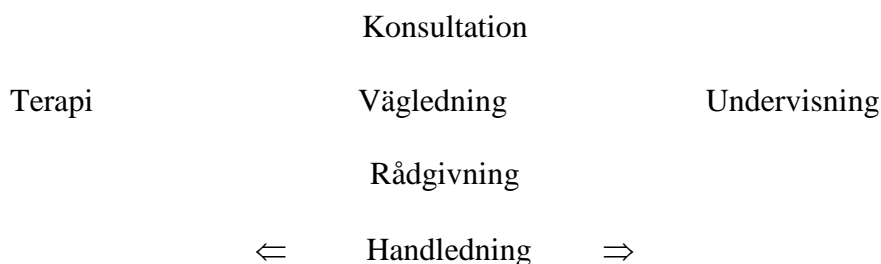 Konsultation
Terapi Vägledning Undervisning
Rådgivning
⇐ Handledning ⇒